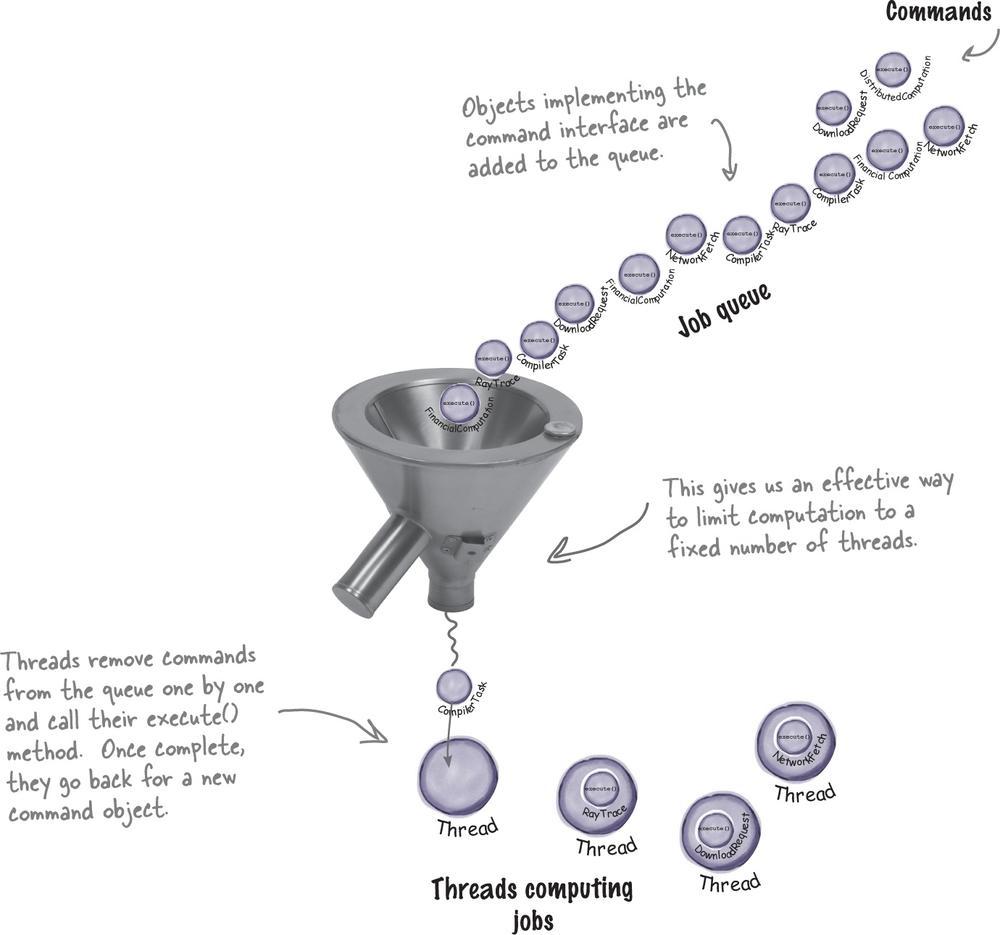 Commands
execute()
DistributedComputation
execute()
DownloadRequest
execute()
NetworkFetch
execute()
Financial Computation
execute()
CompilerTask
Objects implementing the
command interface are
added to the queue.
execute()
RayTrace
execute()
CompilerTask
execute()
NetworkFetch
execute()
FinancialComputation
execute()
DownloadRequest
Job queue
execute()
CompilerTask
execute()
RayTrace
execute()
FinancialComputation
This gives us an effective way
to limit computation to a
fixed number of threads.
Threads remove commands
from the queue one by one
and call their execute()
method. Once complete,
they go back for a new
command object.
CompilerTask
Thread
execute()
RayTrace
Thread
execute()
DownloadRequest
Thread
execute()
NetworkFetch
Thread
Threads computing
jobs